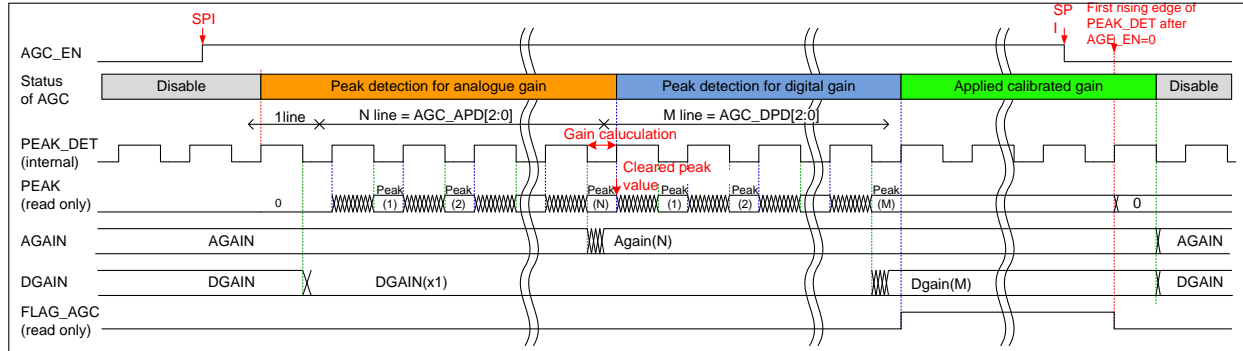 SPI
SP
I
First rising edge of
PEAK_DET after
AGE_EN=0
AGC_EN
Status
of AGC
Disable
Peak detection for analogue gain
Peak detection for digital gain
Applied calibrated gain
Disable
1line
N line = AGC_APD[2:0]
M line = AGC_DPD[2:0]
Gain caluculation
PEAK_DET
(internal)
Cleared peak
value
PEAK
(read only)
0
Peak
(1)
Peak
(2)
Peak
(N)
Peak
(1)
Peak
(2)
Peak
(M)
0
AGAIN
AGAIN
Again(N)
AGAIN
DGAIN
DGAIN
DGAIN(x1)
Dgain(M)
DGAIN
FLAG_AGC
(read only)